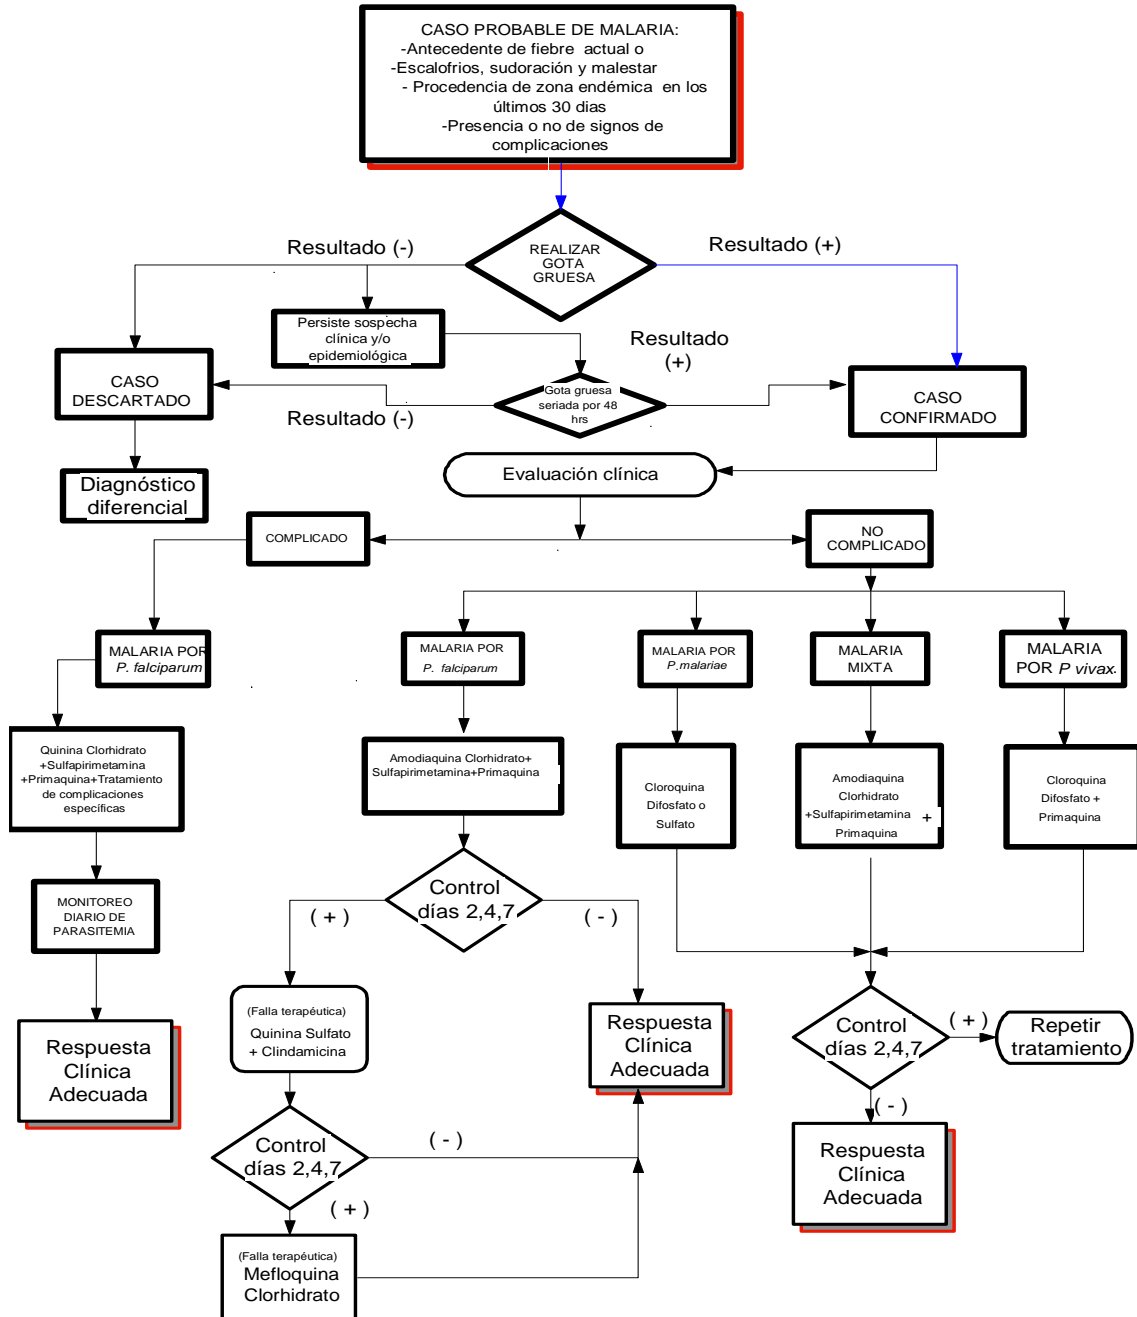 CASO PROBABLE DE MALARIA:
-Antecedente de fiebre actual o
-Escalofrios, sudoración y malestar
- Procedencia de zona endémica en los
últimos 30 dias
-Presencia o no de signos de
complicaciones
Resultado (-)
REALIZAR
GOTA
GRUESA
Resultado (+)
Persiste sospecha
clínica y/o
epidemiológica
Resultado
(+)
CASO
DESCARTADO
Resultado (-)
Gota gruesa
seriada por 48
hrs
CASO
CONFIRMADO
Diagnóstico
diferencial
Evaluación clínica
COMPLICADO
NO
COMPLICADO
MALARIA POR
P. falciparum
MALARIA POR
P. falciparum
MALARIA POR
P.malariae
MALARIA
MIXTA
MALARIA
POR P vivax.
Quinina Clorhidrato
+Sulfapirimetamina
+Primaquina+Tratamiento
de complicaciones
específicas
Amodiaquina Clorhidrato+
Sulfapirimetamina+Primaquina
Cloroquina
Difosfato o
Sulfato
Amodiaquina
Clorhidrato
+Sulfapirimetamina +
Primaquina
Cloroquina
Difosfato +
Primaquina
MONITOREO
DIARIO DE
PARASITEMIA
Control
días 2,4,7
( + )
( - )
(Falla terapéutica)
Quinina Sulfato
+ Clindamicina
Respuesta
Clínica
Adecuada
Respuesta
Clínica
Adecuada
Control
días 2,4,7
( + )
Repetir
tratamiento
( - )
Respuesta
Clínica
Adecuada
Control
días 2,4,7
( - )
( + )
(Falla terapéutica)
Mefloquina
Clorhidrato